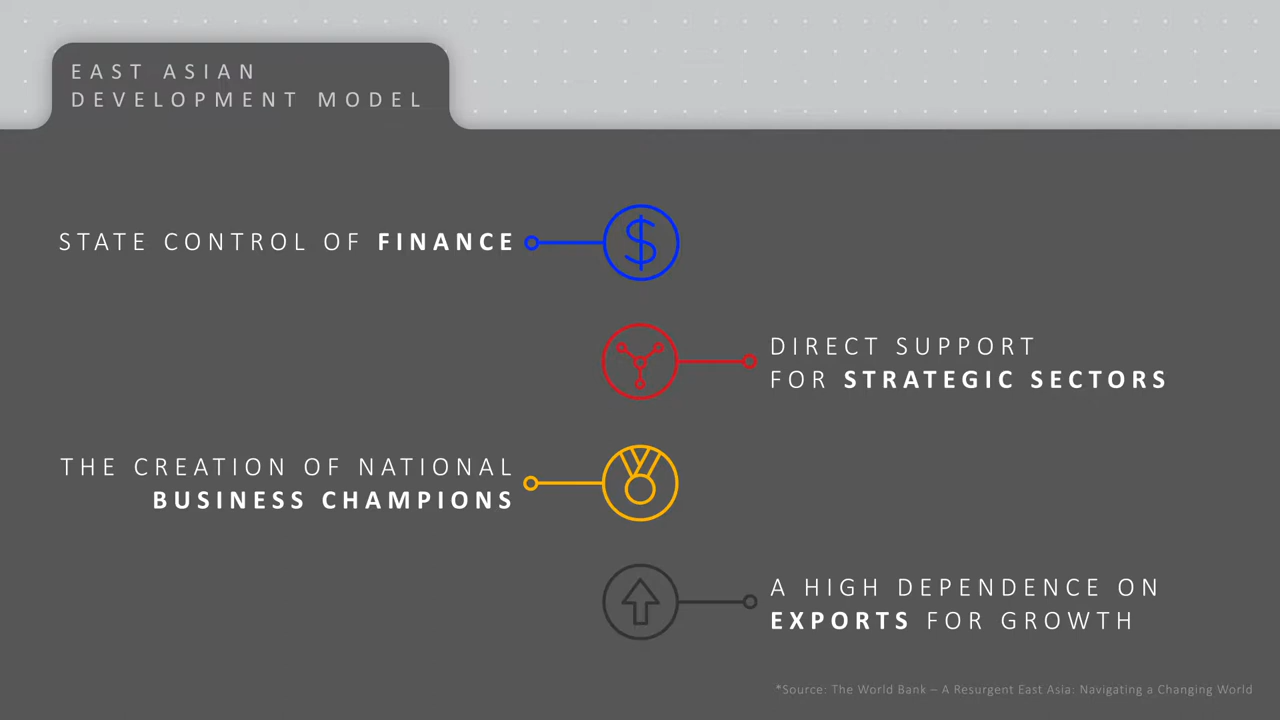 EAST ASIAN
DEVELOPMENT MODEL
STATE CONTROL OF FINANCE
$
DIRECT SUPPORT
FOR STRATEGIC SECTORS
THE CREATION OF NATIONAL
BUSINESS CHAMPIONS
A HIGH DEPENDENCE ON
EXPORTS FOR GROWTH
*Source: The World Bank – A Resurgent East Asia: Navigating a Changing World